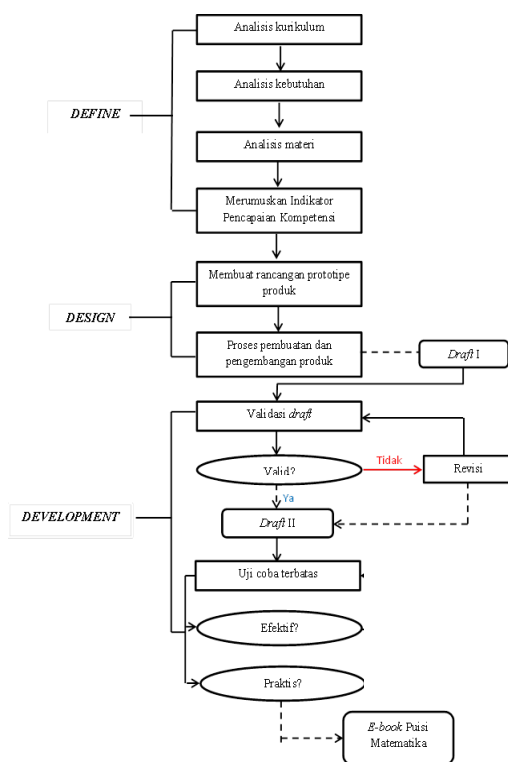 Analisis kurikulum
Analisis kebutuhan
DEFINE
Analisis materi
Merumuskan Indikator
Pencapaian Kompetensi
Membuat rancangan prototipe
produk
DESIGN
Proses pembuatan dan
pengembangan produk
Draft I
Validasi draft
Valid?
Tidak
Revisi
Ya
DEVELOPMENT
Draft II
Uji coba terbatas
Efektif?
Praktis?
E-book Puisi
Matematika